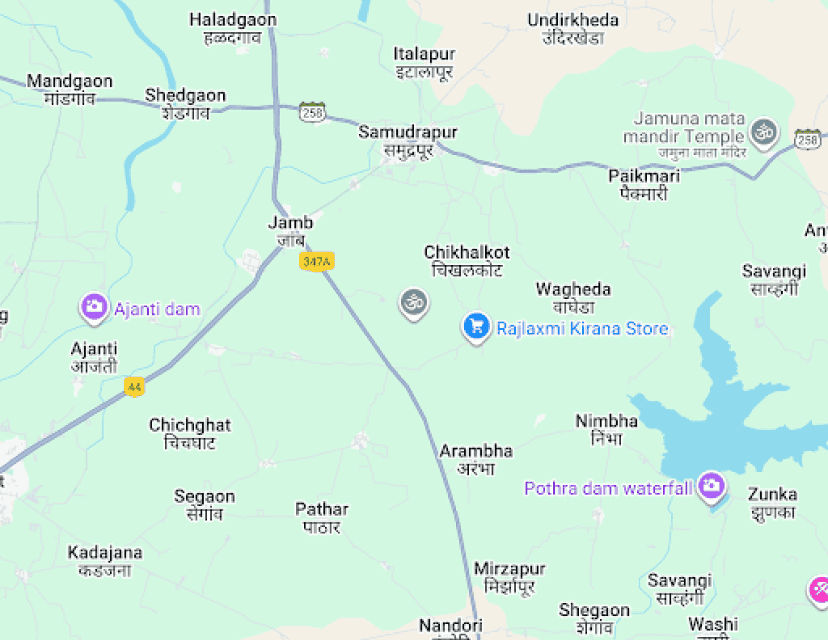 Haladgaon
हळदगाव
Undirkheda
उंदिरखेडा
Italapur
इटालापूर
Mandgaon
मांडगांव
Shedgaon
शेडगांव
258
Jamuna mata
mandir Temple
जमुना माता मंदिर
258
Samudrapur
समुद्रपूर
Paikmari
पैक्मारी
Jamb
जांब
347A
Chikhalkot
चिखलकोट
Savangi
साव्हंगी
Wagheda
वाघेडा
Ajanti dam
Rajlaxmi Kirana Store
Ajanti
आजंती
44
Chichghat
चिचघाट
Nimbha
निंभा
Arambha
अरंभा
Pothra dam waterfall
Zunka
झुणका
Segaon
सेगांव
Pathar
पाठार
Kadajana
कडजना
Mirzapur
मिर्झापूर
Savangi
साव्हंगी
Shegaon
शेगांव
Washi
Nandori